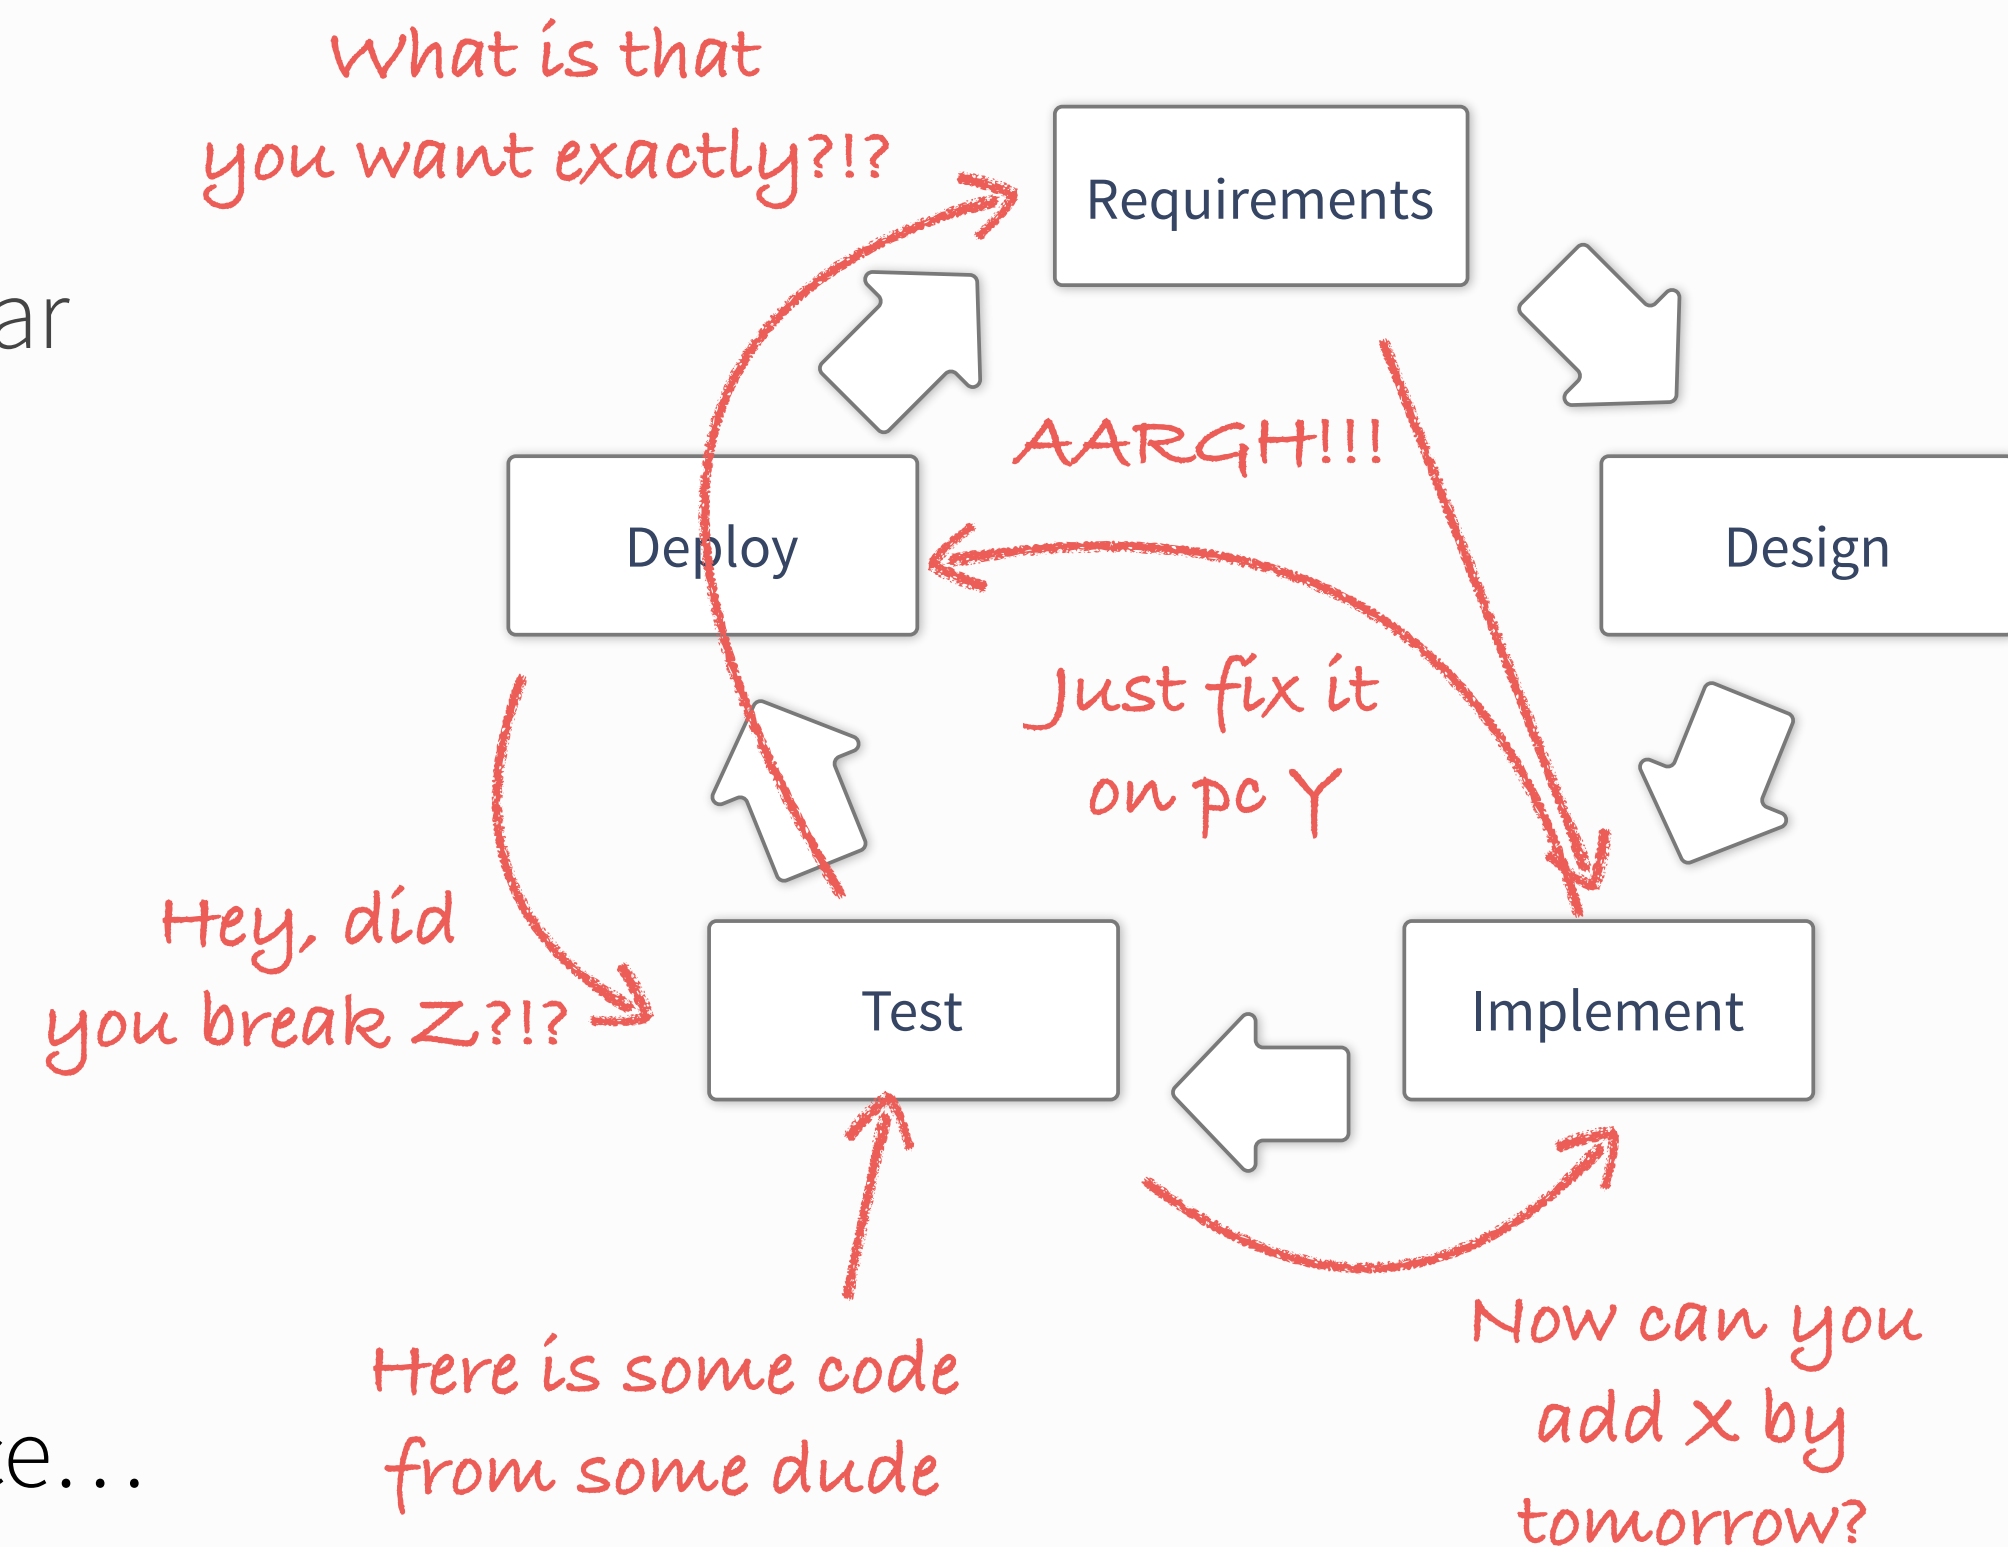 What is that
you want exactly?!?
Requirements
ar
AARGH!!!
Deploy
Design
Just fix it
on pc Y
Hey, did
you break Z?!?
Test
Implement
Here is some code
from some dude
Now can you
add X by
tomorrow?
e...